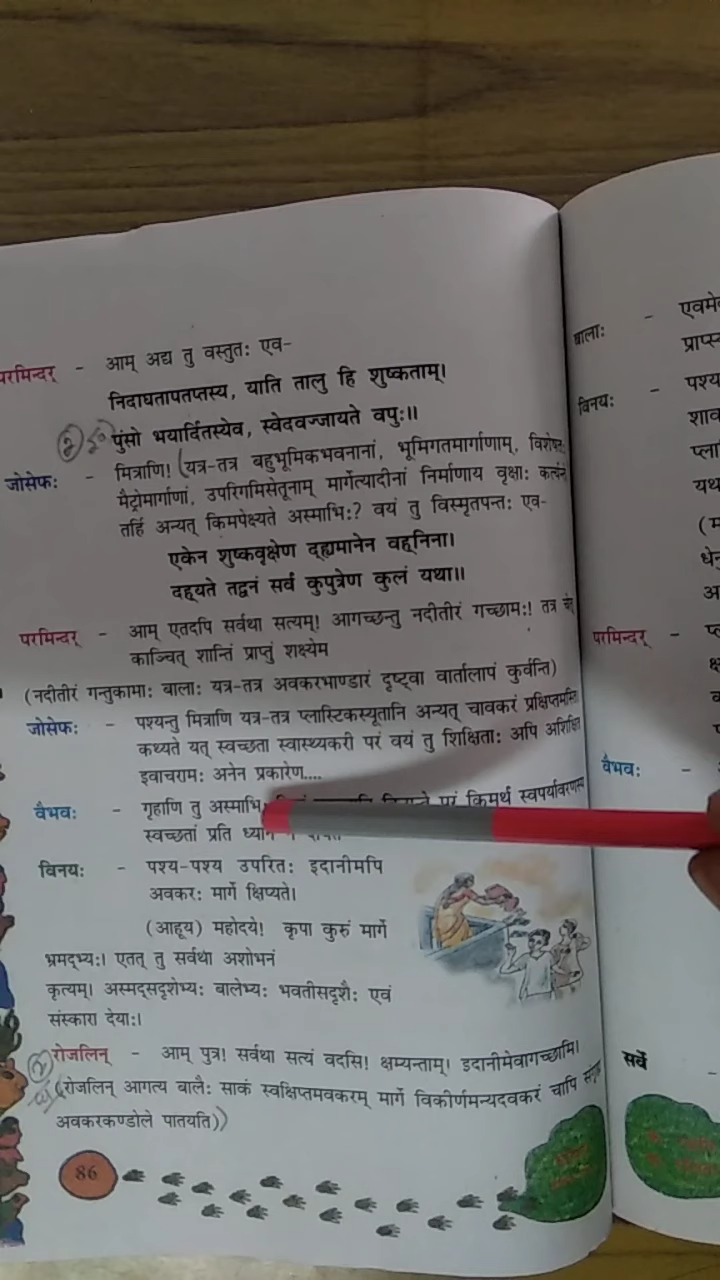 परमिन्दर् - आम् अद्य तु वस्तुतः एव-
निदाघतापतप्तस्य, याति तालु हि शुष्कताम्।
पुंसो भयार्दितस्येव, स्वेदवज्जायते वपुः॥
जोसेफः - मित्राणि! यत्र-तत्र बहुभूमिकभवनानां, भूमिगतमार्गाणाम्, विशेषतः
मैट्रोमार्गाणां, उपरिगमिसेतूनाम् मार्गेत्यादीनां निर्माणाय वृक्षाः
तर्हि अन्यत् किमपेक्ष्यते अस्माभिः? वयं तु विस्मृतपन्तः एव-
एकेन शुष्कवृक्षेण दह्यमानेन वह्निना।
दह्यते तद्वनं सर्वं कुपुत्रेण कुलं यथा॥
परमिन्दर् - आम् एतदपि सर्वथा सत्यम्! आगच्छन्तु नदीतीरं गच्छामः। तत्र
काञ्चित् शान्तिं प्राप्तुं शक्ष्येम
(नदीतीरं गन्तुकामाः बालाः यत्र-तत्र अवकरभाण्डारं दृष्ट्वा वार्तालापं कुर्वन्ति)
जोसेफः - पश्यन्तु मित्राणि यत्र-तत्र प्लास्टिकस्यूतानि अन्यत् चावकरं
कथ्यते यत् स्वच्छता स्वास्थ्यकरी परं वयं तु शिक्षिताः अपि
इवाचरामः अनेन प्रकारेण....
वैभवः - गृहाणि तु परं किमर्थं स्वपर्यावरणस्य
स्वच्छतां प्रति
विनयः - पश्य-पश्य उपरितः इदानीमपि
अवकरः मार्गे क्षिप्यते।
(आहूय) महोदये! कृपा कुरुं मार्गे
भ्रमद्भ्यः। एतत् तु सर्वथा अशोभनं
कृत्यम्। अस्मद्सदृशेभ्यः बालेभ्यः भवतीसदृशैः एवं
संस्कारा देयाः।
रोजलिन् - आम् पुत्र! सर्वथा सत्यं वदसि! क्षम्यन्ताम्। इदानीमेवागच्छामि।
(रोजलिन् आगत्य बालैः साकं स्वक्षिप्तमवकरम् मार्गे विकीर्णमन्यदवकरं चापि
अवकरकण्डोले पातयति)
86
बालाः -
विनयः - पश्य
परमिन्दर् -
वैभवः -
सर्वे -